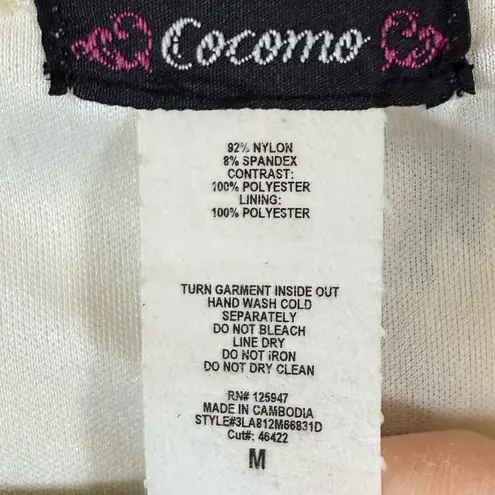 Cocomo
92% NYLON
8% SPANDEX
CONTRAST:
100% POLYESTER
LINING:
100% POLYESTER
TURN GARMENT INSIDE OUT
HAND WASH COLD
SEPARATELY
DO NOT BLEACH
LINE DRY
DO NOT IRON
DO NOT DRY CLEAN
RN# 125947
MADE IN CAMBODIA
STYLE#3LA812M66831D
Cut#: 46422
M